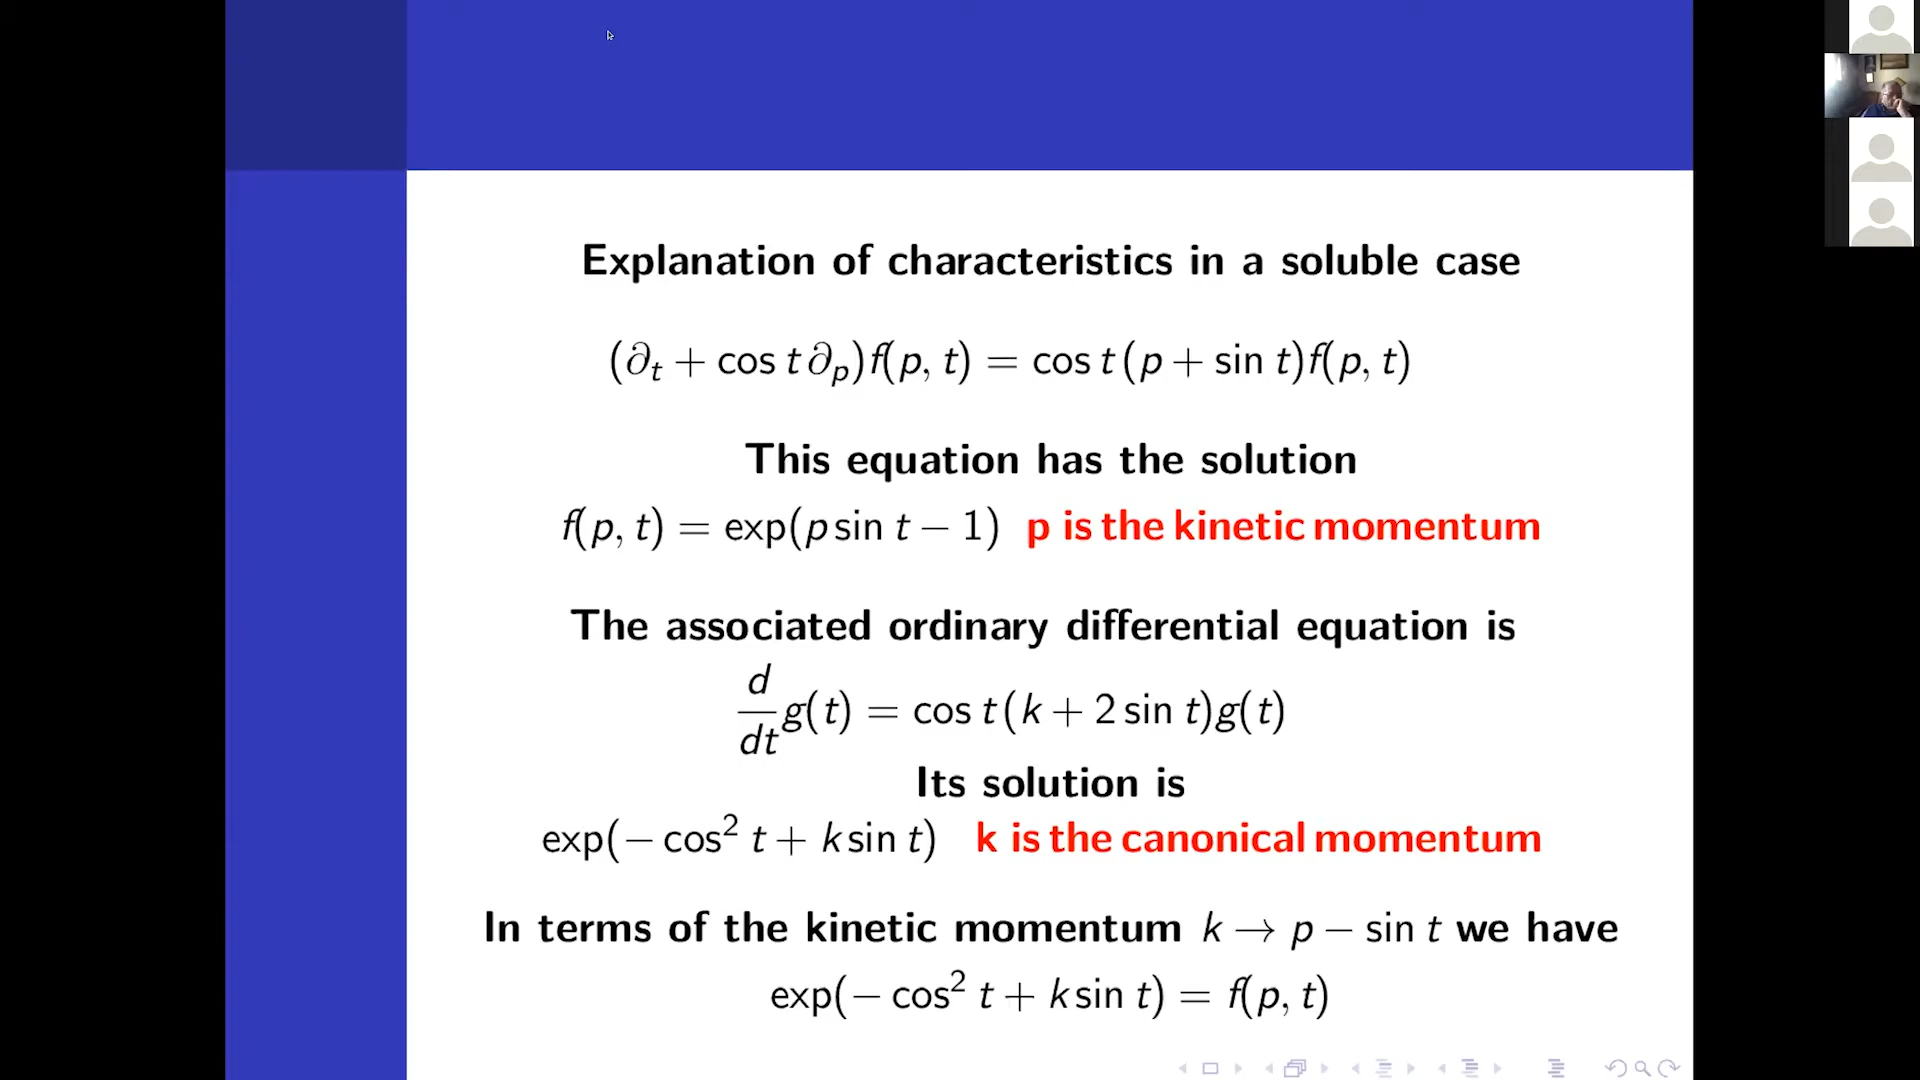 Explanation of characteristics in a soluble case
(∂ₜ + cos t ∂ₚ)f(p, t) = cos t(p + sin t)f(p, t)
This equation has the solution
f(p, t) = exp(p sin t − 1) p is the kinetic momentum
The associated ordinary differential equation is
d/dt g(t) = cos t(k + 2 sin t)g(t)
Its solution is
exp(− cos² t + k sin t) k is the canonical momentum
In terms of the kinetic momentum k → p − sin t we have
exp(− cos² t + k sin t) = f(p, t)